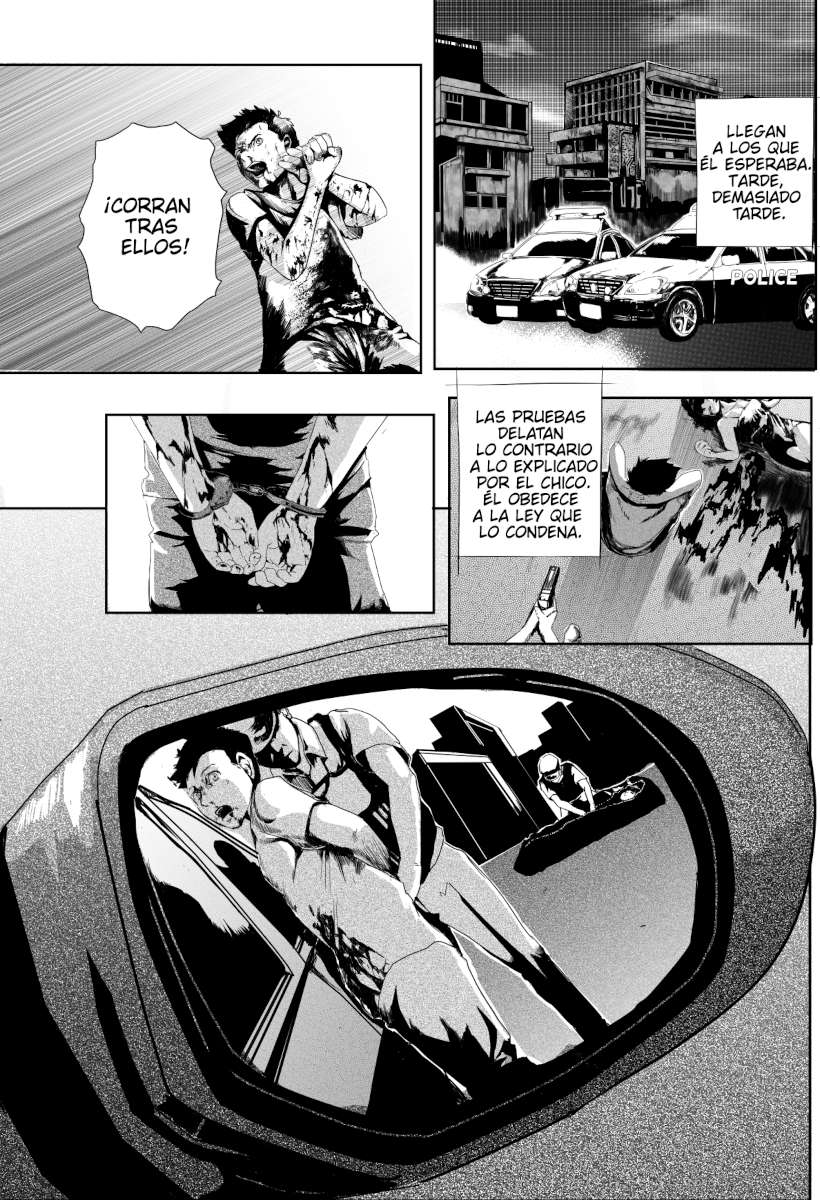 LLEGAN
A LOS QUE
ÉL ESPERABA.
TARDE,
DEMASIADO
TARDE.
POLICE
¡CORRAN
TRAS
ELLOS!
LAS PRUEBAS
DELATAN
LO CONTRARIO
A LO EXPLICADO
POR EL CHICO.
ÉL OBEDECE
A LA LEY QUE
LO CONDENA.